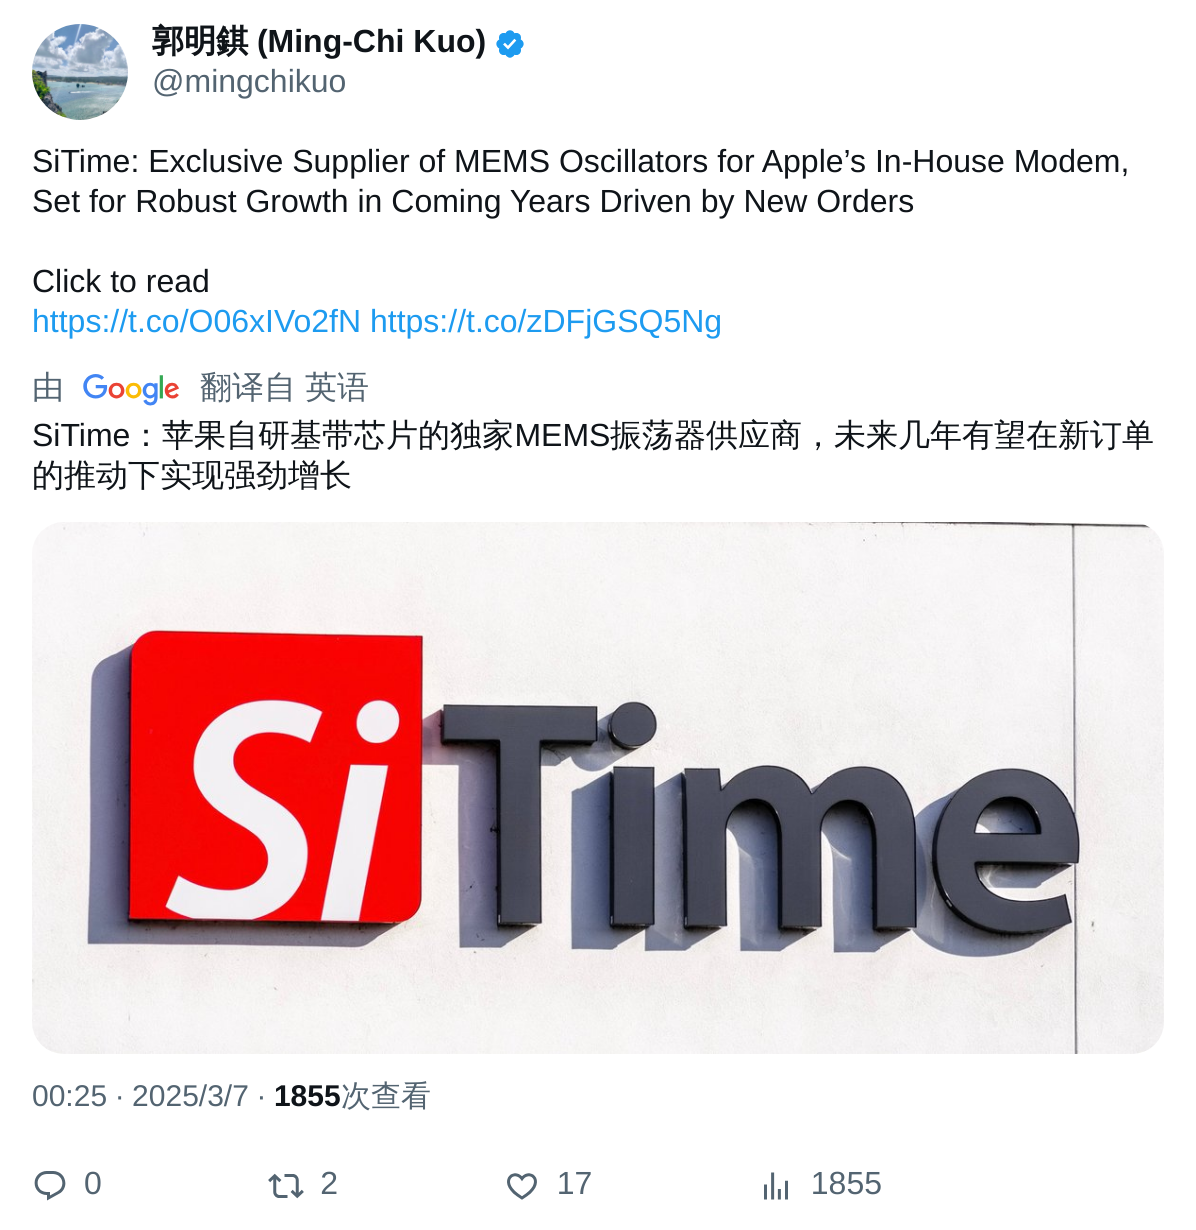 郭明錤 (Ming-Chi Kuo)
@mingchikuo
SiTime: Exclusive Supplier of MEMS Oscillators for Apple’s In-House Modem,
Set for Robust Growth in Coming Years Driven by New Orders
Click to read
https://t.co/O06xIVo2fN https://t.co/zDFjGSQ5Ng
由 Google 翻译自 英语
SiTime：苹果自研基带芯片的独家MEMS振荡器供应商，未来几年有望在新订单
的推动下实现强劲增长
SiTime
00:25 · 2025/3/7 · 1855次查看
0 2 17 1855